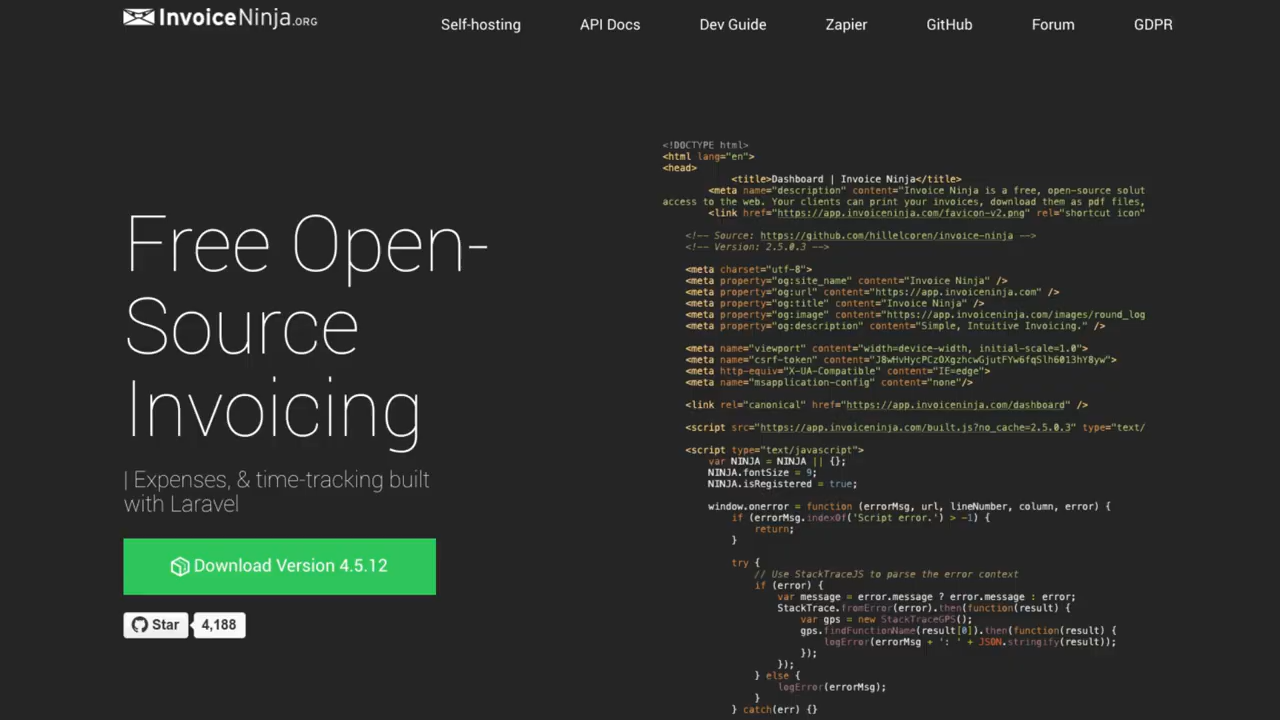 InvoiceNinja.ORG
Self-hosting
API Docs
Dev Guide
Zapier
GitHub
Forum
GDPR
Free Open-
Source
Invoicing
| Expenses, & time-tracking built
with Laravel
Download Version 4.5.12
Star
4,188
<!DOCTYPE html>
<html lang="en">
<head>
<title>Dashboard | Invoice Ninja</title>
<meta name="description" content="Invoice Ninja is a free, open-source solut
access to the web. Your clients can print your invoices, download them as pdf files,
<link href="https://app.invoiceninja.com/favicon-v2.png" rel="shortcut icon"
<!-- Source: https://github.com/hillelcoren/invoice-ninja -->
<!-- Version: 2.5.0.3 -->
<meta charset="utf-8">
<meta property="og:site_name" content="Invoice Ninja" />
<meta property="og:url" content="https://app.invoiceninja.com" />
<meta property="og:title" content="Invoice Ninja" />
<meta property="og:image" content="https://app.invoiceninja.com/images/round_log
<meta property="og:description" content="Simple, Intuitive Invoicing." />
<meta name="viewport" content="width=device-width, initial-scale=1.0">
<meta name="csrf-token" content="J8wHvHycPCzOXgzhcwGjutFYw6fqSlh6013hY8yw">
<meta http-equiv="X-UA-Compatible" content="IE=edge">
<meta name="msapplication-config" content="none"/>
<link rel="canonical" href="https://app.invoiceninja.com/dashboard" />
<script src="https://app.invoiceninja.com/built.js?no_cache=2.5.0.3" type="text/
<script type="text/javascript">
var NINJA = NINJA || {};
NINJA.fontSize = 9;
NINJA.isRegistered = true;
window.onerror = function (errorMsg, url, lineNumber, column, error) {
if (errorMsg.indexOf('Script error.') > -1) {
return;
}
try {
// Use StackTraceJS to parse the error context
if (error) {
var message = error.message ? error.message : error;
StackTrace.fromError(error).then(function(result) {
var gps = new StackTraceGPS();
gps.findFunctionName(result[0]).then(function(result) {
logError(errorMsg + ': ' + JSON.stringify(result));
});
});
} else {
logError(errorMsg);
}
} catch(err) {}